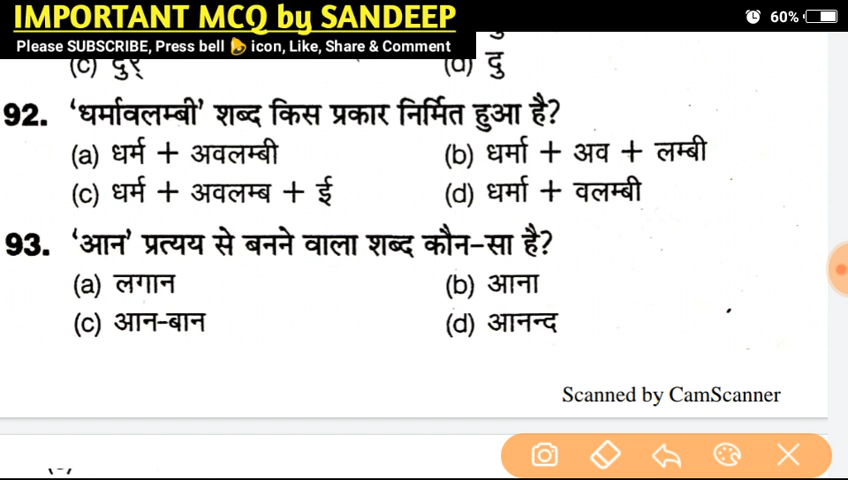 IMPORTANT MCQ by SANDEEP
60%
Please SUBSCRIBE, Press bell icon, Like, Share & Comment
(c) दुर् (d) दु
92. 'धर्मावलम्बी' शब्द किस प्रकार निर्मित हुआ है?
(a) धर्म + अवलम्बी (b) धर्मा + अव + लम्बी
(c) धर्म + अवलम्ब + ई (d) धर्मा + वलम्बी
93. 'आन' प्रत्यय से बनने वाला शब्द कौन-सा है?
(a) लगान (b) आना
(c) आन-बान (d) आनन्द
Scanned by CamScanner